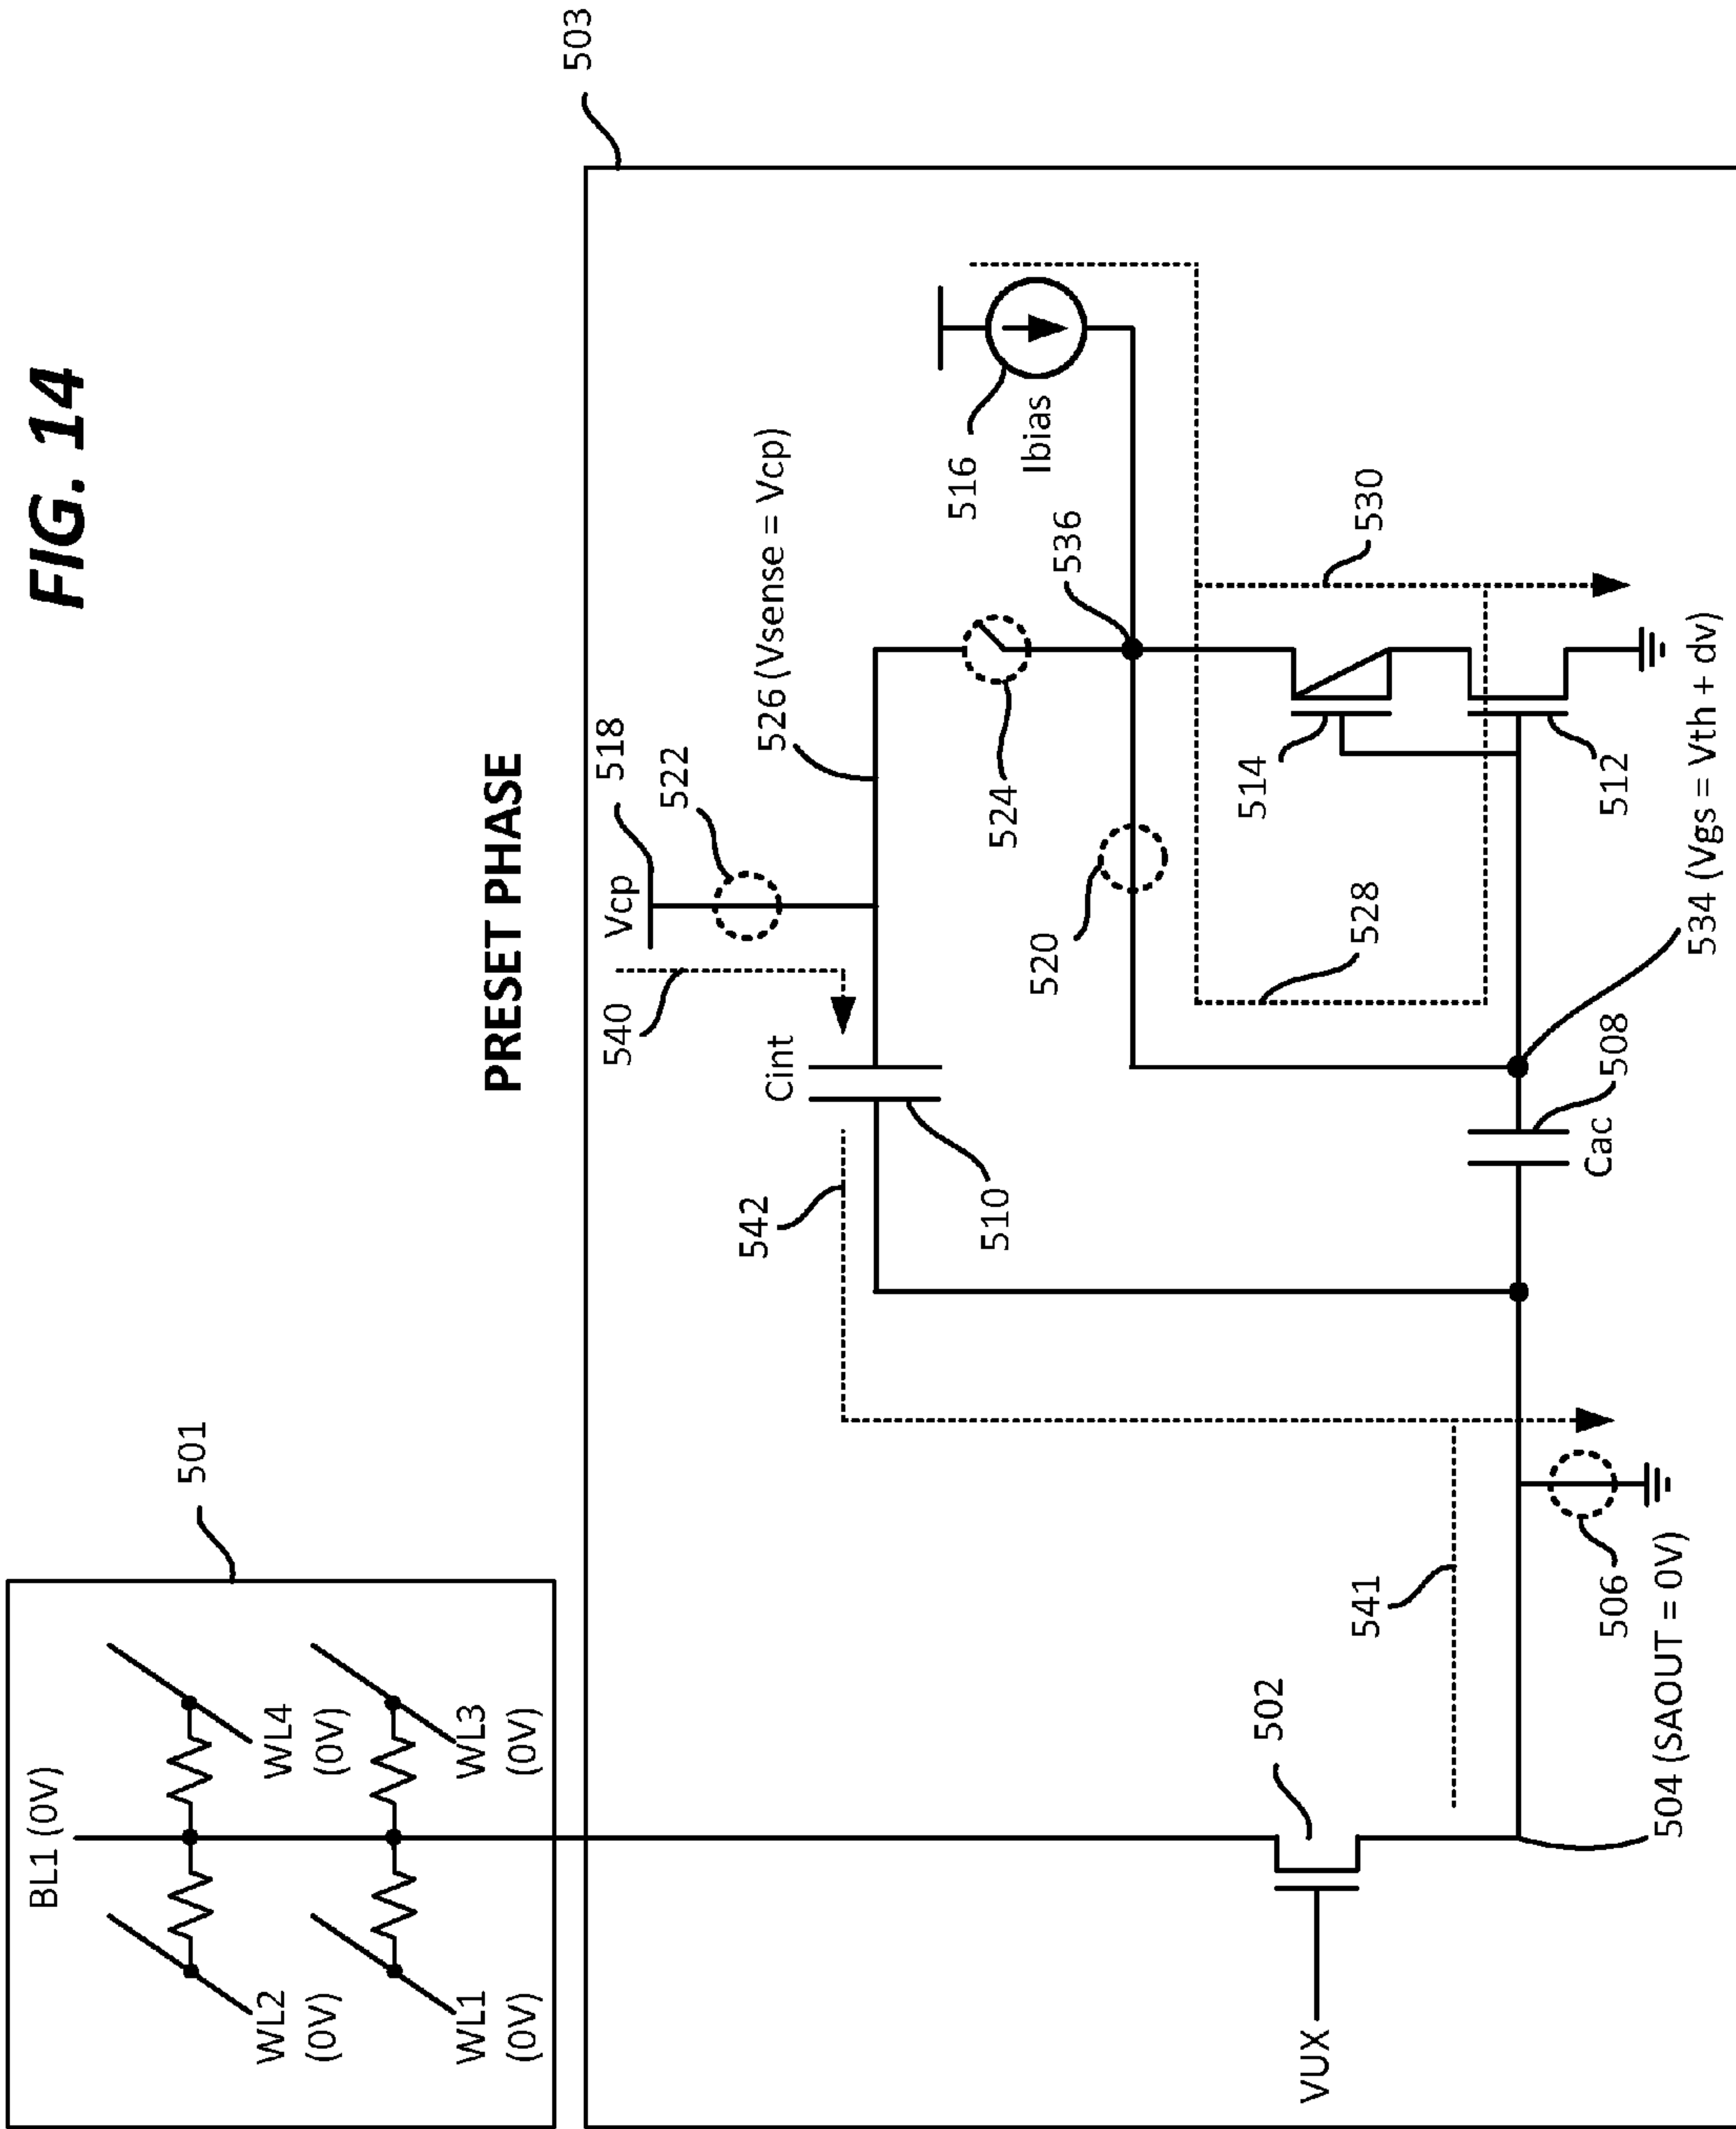 FIG. 14
PRESET PHASE
501
BL1 (0V)
WL2
(0V)
WL4
(0V)
WL1
(0V)
WL3
(0V)
503
518
Vcp
522
540
526 (Vsense = Vcp)
Cint
542
510
524
516
Ibias
536
520
514
530
528
512
534 (Vgs = Vth + dv)
508
Cac
541
506
502
VUX
504 (SAOUT = 0V)